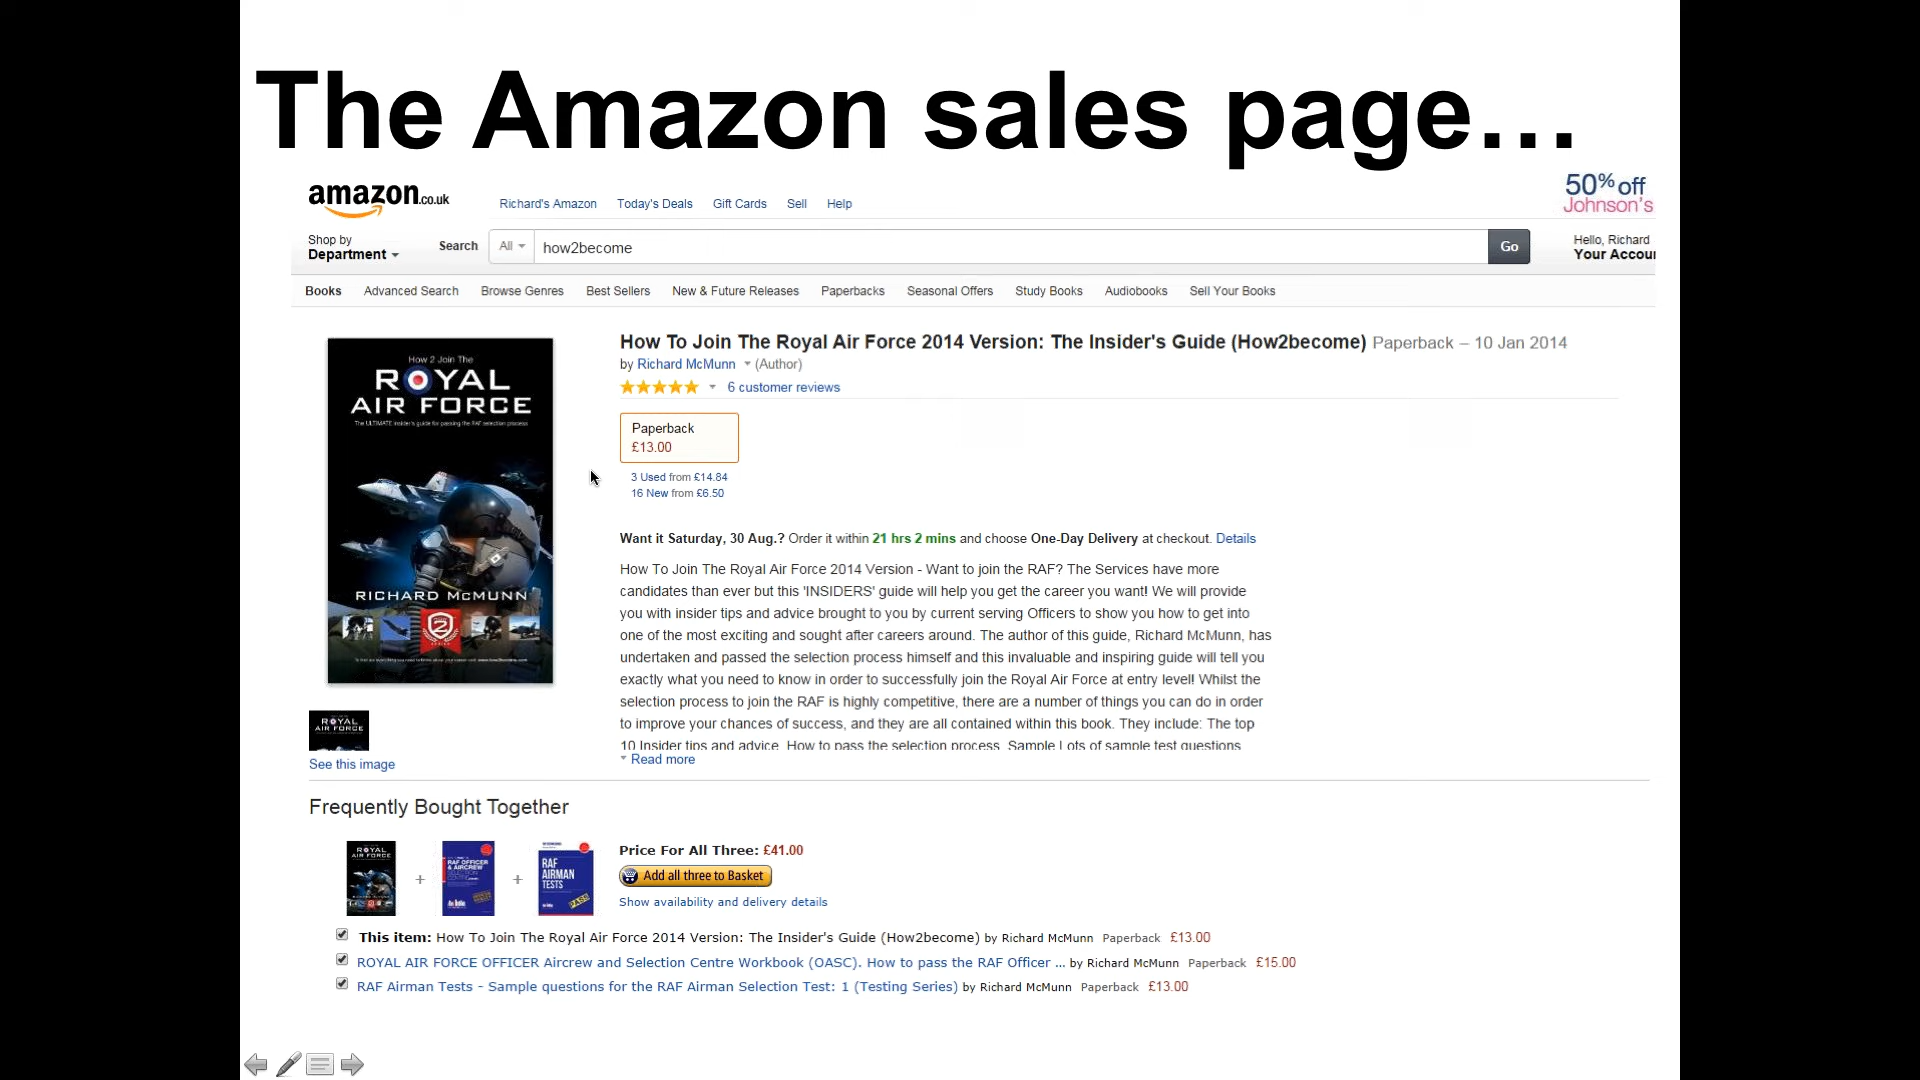 The Amazon sales page…
amazon.co.uk
Richard's Amazon Today's Deals Gift Cards Sell Help
50% off
Johnson's
Shop by
Department
Search All how2become Go
Hello, Richard
Your Accou
Books Advanced Search Browse Genres Best Sellers New & Future Releases Paperbacks Seasonal Offers Study Books Audiobooks Sell Your Books
How 2 Join The
ROYAL
AIR FORCE
The ULTIMATE insider's guide for passing the RAF selection process
RICHARD McMUNN
How To Join The Royal Air Force 2014 Version: The Insider's Guide (How2become) Paperback – 10 Jan 2014
by Richard McMunn (Author)
6 customer reviews
Paperback
£13.00
3 Used from £14.84
16 New from £6.50
Want it Saturday, 30 Aug.? Order it within 21 hrs 2 mins and choose One-Day Delivery at checkout. Details
How To Join The Royal Air Force 2014 Version - Want to join the RAF? The Services have more
candidates than ever but this 'INSIDERS' guide will help you get the career you want! We will provide
you with insider tips and advice brought to you by current serving Officers to show you how to get into
one of the most exciting and sought after careers around. The author of this guide, Richard McMunn, has
undertaken and passed the selection process himself and this invaluable and inspiring guide will tell you
exactly what you need to know in order to successfully join the Royal Air Force at entry level! Whilst the
selection process to join the RAF is highly competitive, there are a number of things you can do in order
to improve your chances of success, and they are all contained within this book. They include: The top
10 Insider tips and advice. How to pass the selection process. Sample Lots of sample test questions
Read more
ROYAL
AIR FORCE
See this image
Frequently Bought Together
ROYAL
AIR FORCE
+
RAF OFFICER
& AIRCREW
+
RAF
AIRMAN
TESTS
PASS
Price For All Three: £41.00
Add all three to Basket
Show availability and delivery details
This item: How To Join The Royal Air Force 2014 Version: The Insider's Guide (How2become) by Richard McMunn Paperback £13.00
ROYAL AIR FORCE OFFICER Aircrew and Selection Centre Workbook (OASC). How to pass the RAF Officer ... by Richard McMunn Paperback £15.00
RAF Airman Tests - Sample questions for the RAF Airman Selection Test: 1 (Testing Series) by Richard McMunn Paperback £13.00